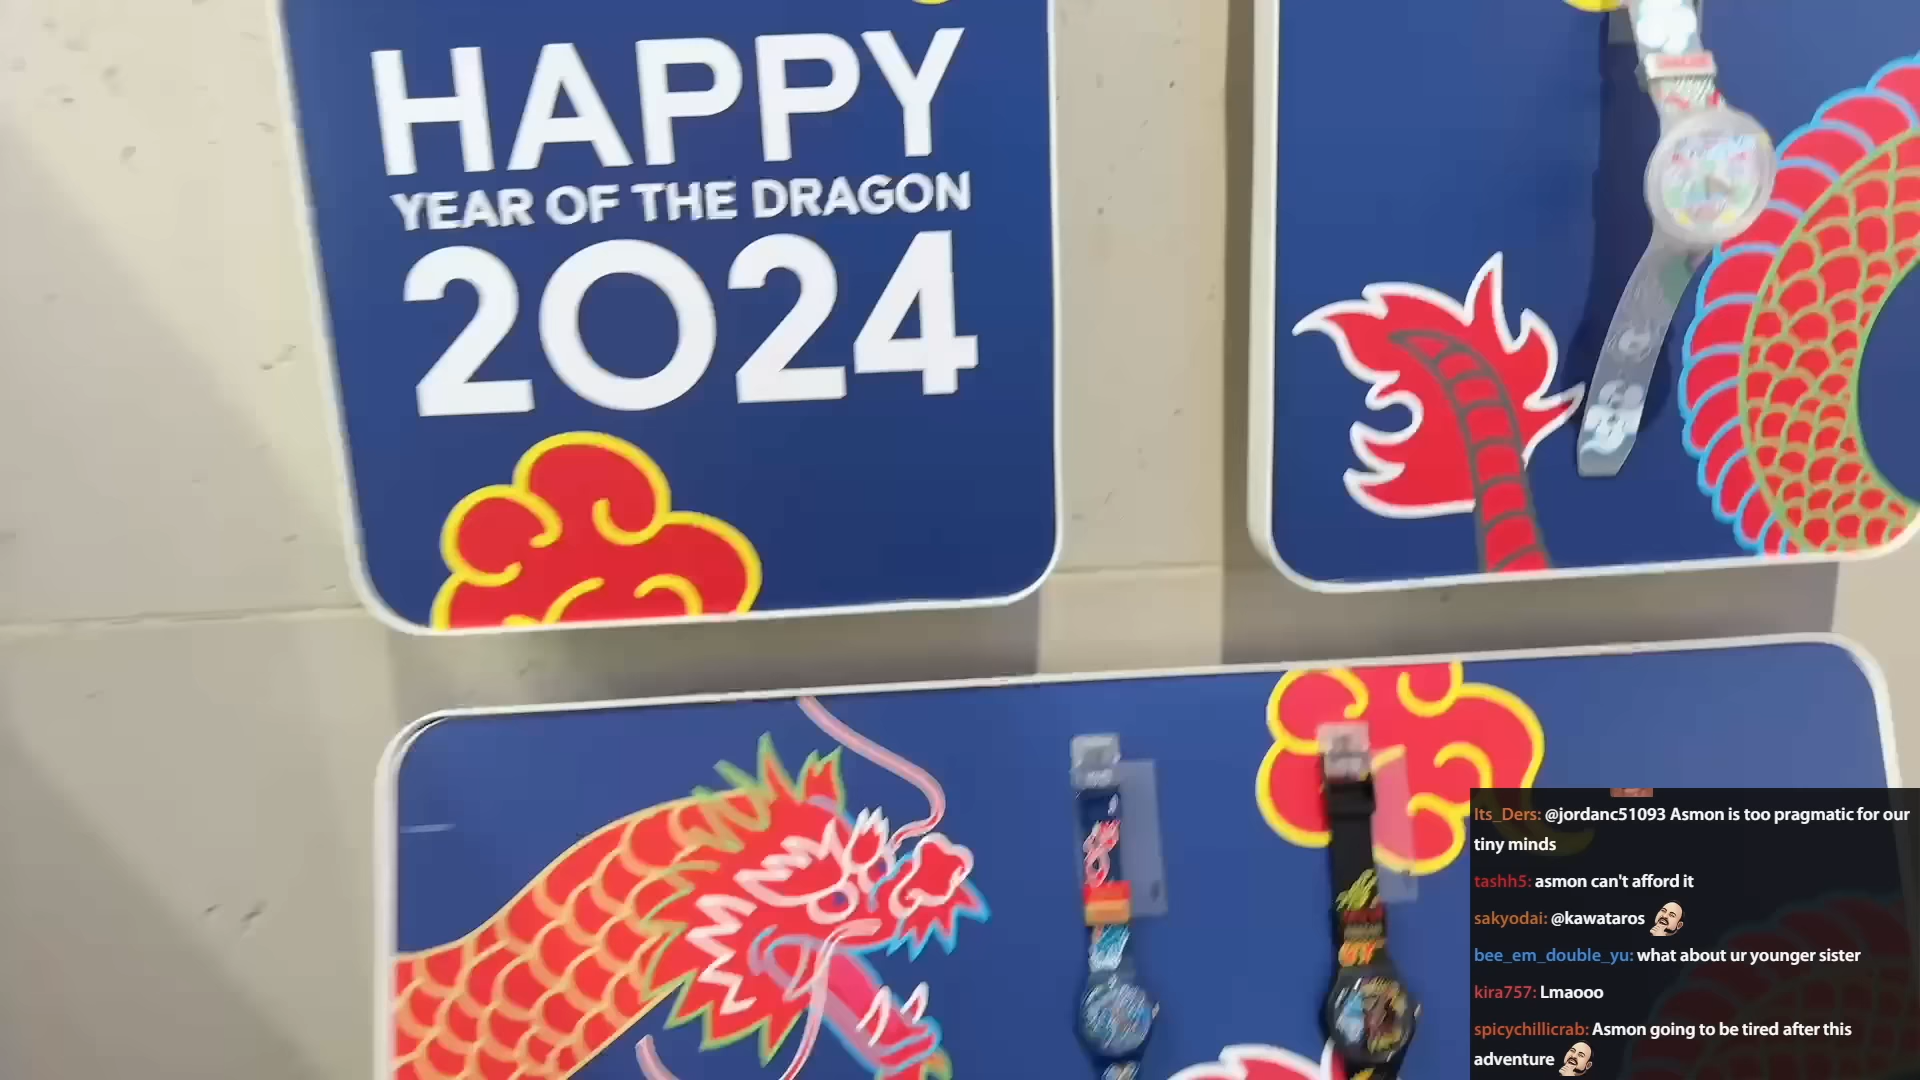 HAPPY
YEAR OF THE DRAGON
2024
Its_Ders: @jordanc51093 Asmon is too pragmatic for our
tiny minds
tashh5: asmon can't afford it
sakyodai: @kawataros
bee_em_double_yu: what about ur younger sister
kira757: Lmaooo
spicychillicrab: Asmon going to be tired after this
adventure